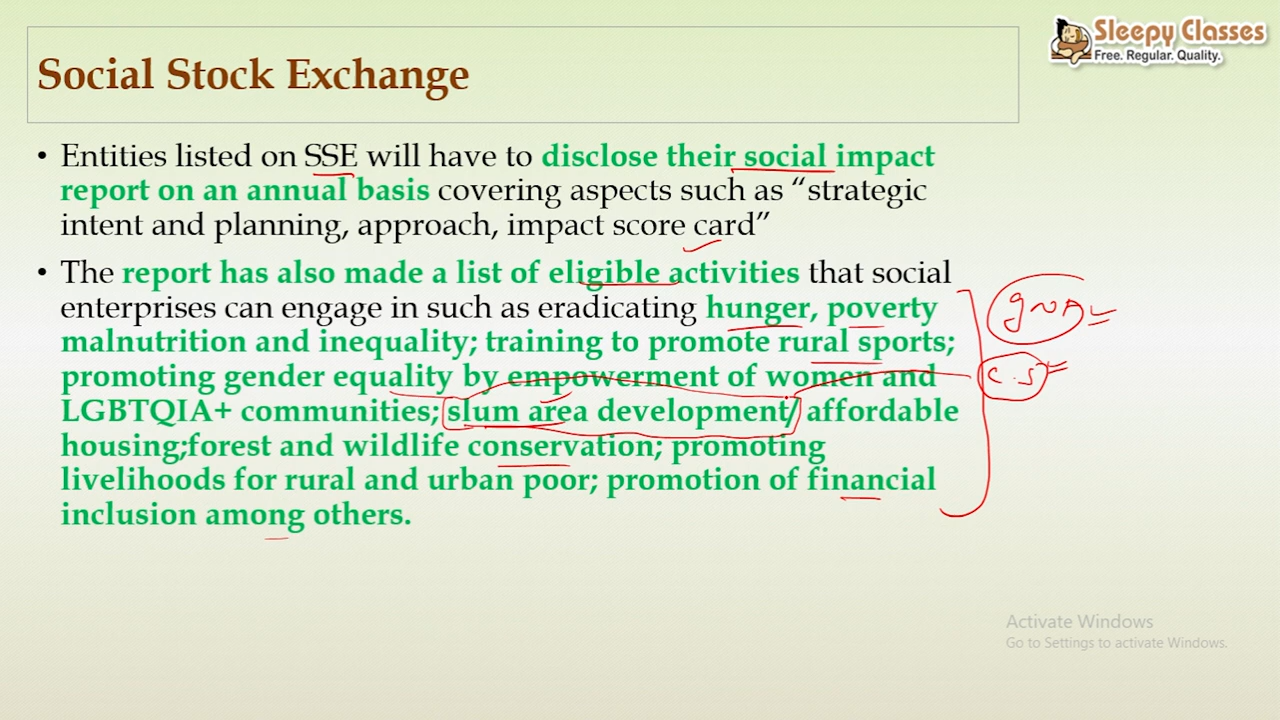 Sleepy Classes
Free. Regular. Quality.
Social Stock Exchange
• Entities listed on SSE will have to disclose their social impact
report on an annual basis covering aspects such as “strategic
intent and planning, approach, impact score card”
• The report has also made a list of eligible activities that social
enterprises can engage in such as eradicating hunger, poverty
malnutrition and inequality; training to promote rural sports;
promoting gender equality by empowerment of women and
LGBTQIA+ communities; slum area development/ affordable
housing;forest and wildlife conservation; promoting
livelihoods for rural and urban poor; promotion of financial
inclusion among others.
Activate Windows
Go to Settings to activate Windows.